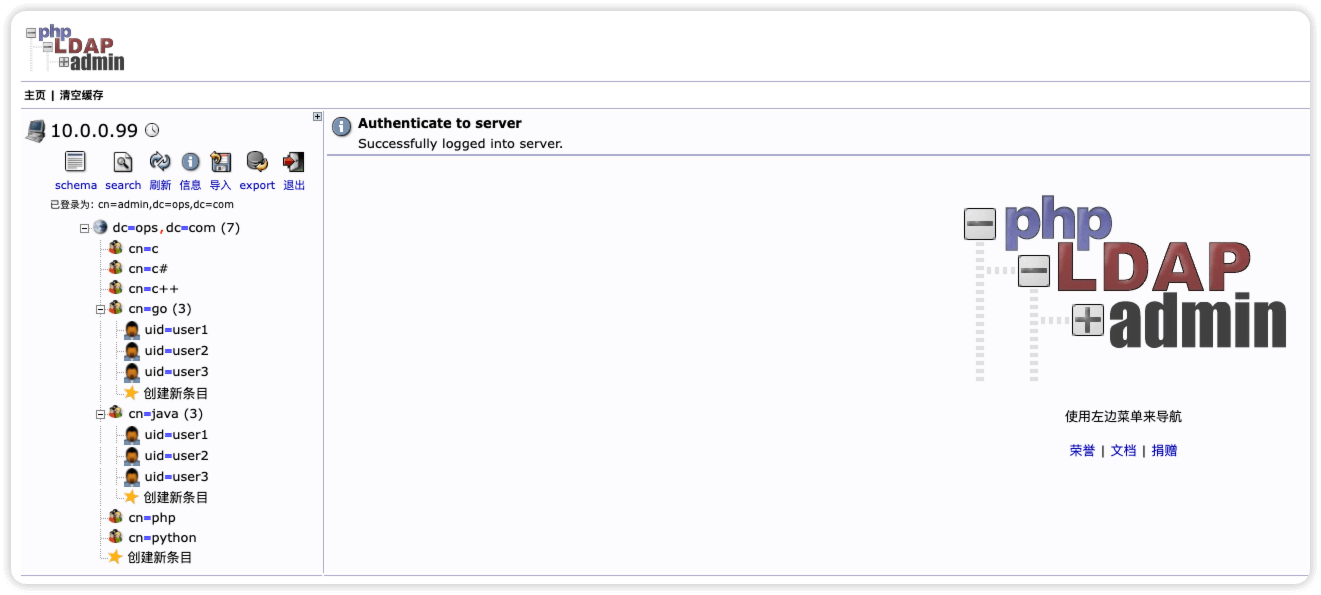 php
LDAP
admin
主页 | 清空缓存
10.0.0.99
schema search 刷新 信息 导入 export 退出
已登录为: cn=admin,dc=ops,dc=com
dc=ops,dc=com (7)
cn=c
cn=c#
cn=c++
cn=go (3)
uid=user1
uid=user2
uid=user3
创建新条目
cn=java (3)
uid=user1
uid=user2
uid=user3
创建新条目
cn=php
cn=python
创建新条目
Authenticate to server
Successfully logged into server.
php
LDAP
admin
使用左边菜单来导航
荣誉 | 文档 | 捐赠